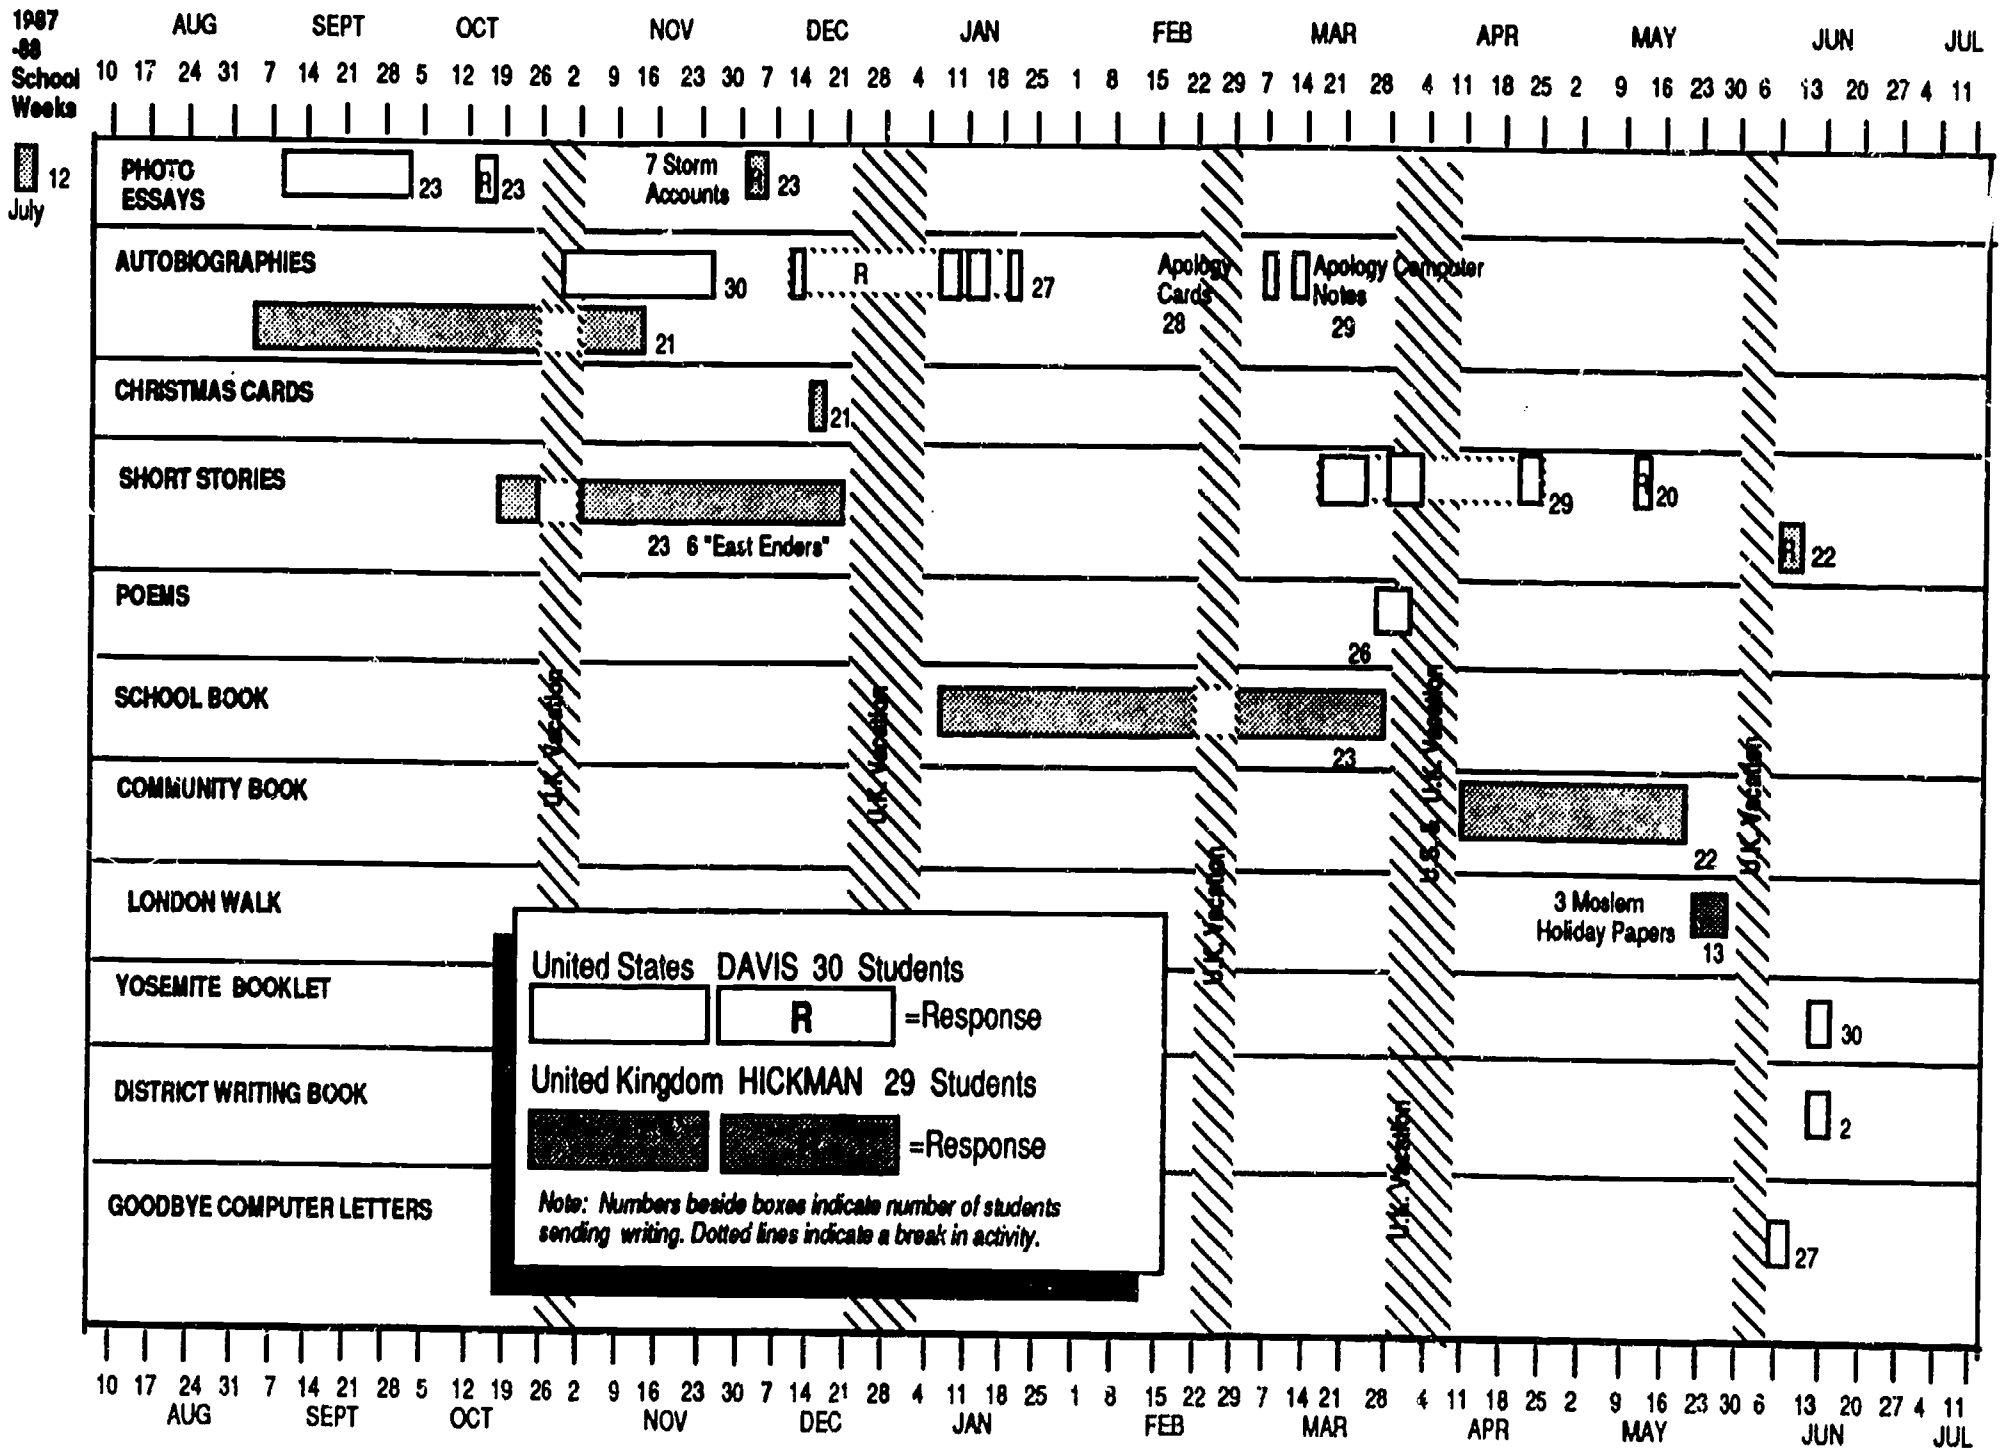 1987
-88
School
Weeks
AUG SEPT OCT NOV DEC JAN FEB MAR APR MAY JUN JUL
10 17 24 31 7 14 21 28 5 12 19 26 2 9 16 23 30 7 14 21 28 4 11 18 25 1 8 15 22 29 7 14 21 28 4 11 18 25 2 9 16 23 30 6 13 20 27 4 11
12
July
PHOTO
ESSAYS
23
R
23
7 Storm
Accounts
R
23
AUTOBIOGRAPHIES
30
R
27
Apology
Cards
28
Apology Computer
Notes
29
21
CHRISTMAS CARDS
21
SHORT STORIES
23 6 "East Enders"
29
R
20
R
22
POEMS
26
SCHOOL BOOK
23
COMMUNITY BOOK
22
LONDON WALK
3 Moslem
Holiday Papers
13
YOSEMITE BOOKLET
30
DISTRICT WRITING BOOK
2
GOODBYE COMPUTER LETTERS
27
U.K. Vacation
U.K. Vacation
U.K. Vacation
U.S. & U.K. Vacation
U.K. Vacation
U.K. Vacation
United States DAVIS 30 Students
R
=Response
United Kingdom HICKMAN 29 Students
=Response
Note: Numbers beside boxes indicate number of students
sending writing. Dotted lines indicate a break in activity.
10 17 24 31 7 14 21 28 5 12 19 26 2 9 16 23 30 7 14 21 28 4 11 18 25 1 8 15 22 29 7 14 21 28 4 11 18 25 2 9 16 23 30 6 13 20 27 4 11
AUG SEPT OCT NOV DEC JAN FEB MAR APR MAY JUN JUL